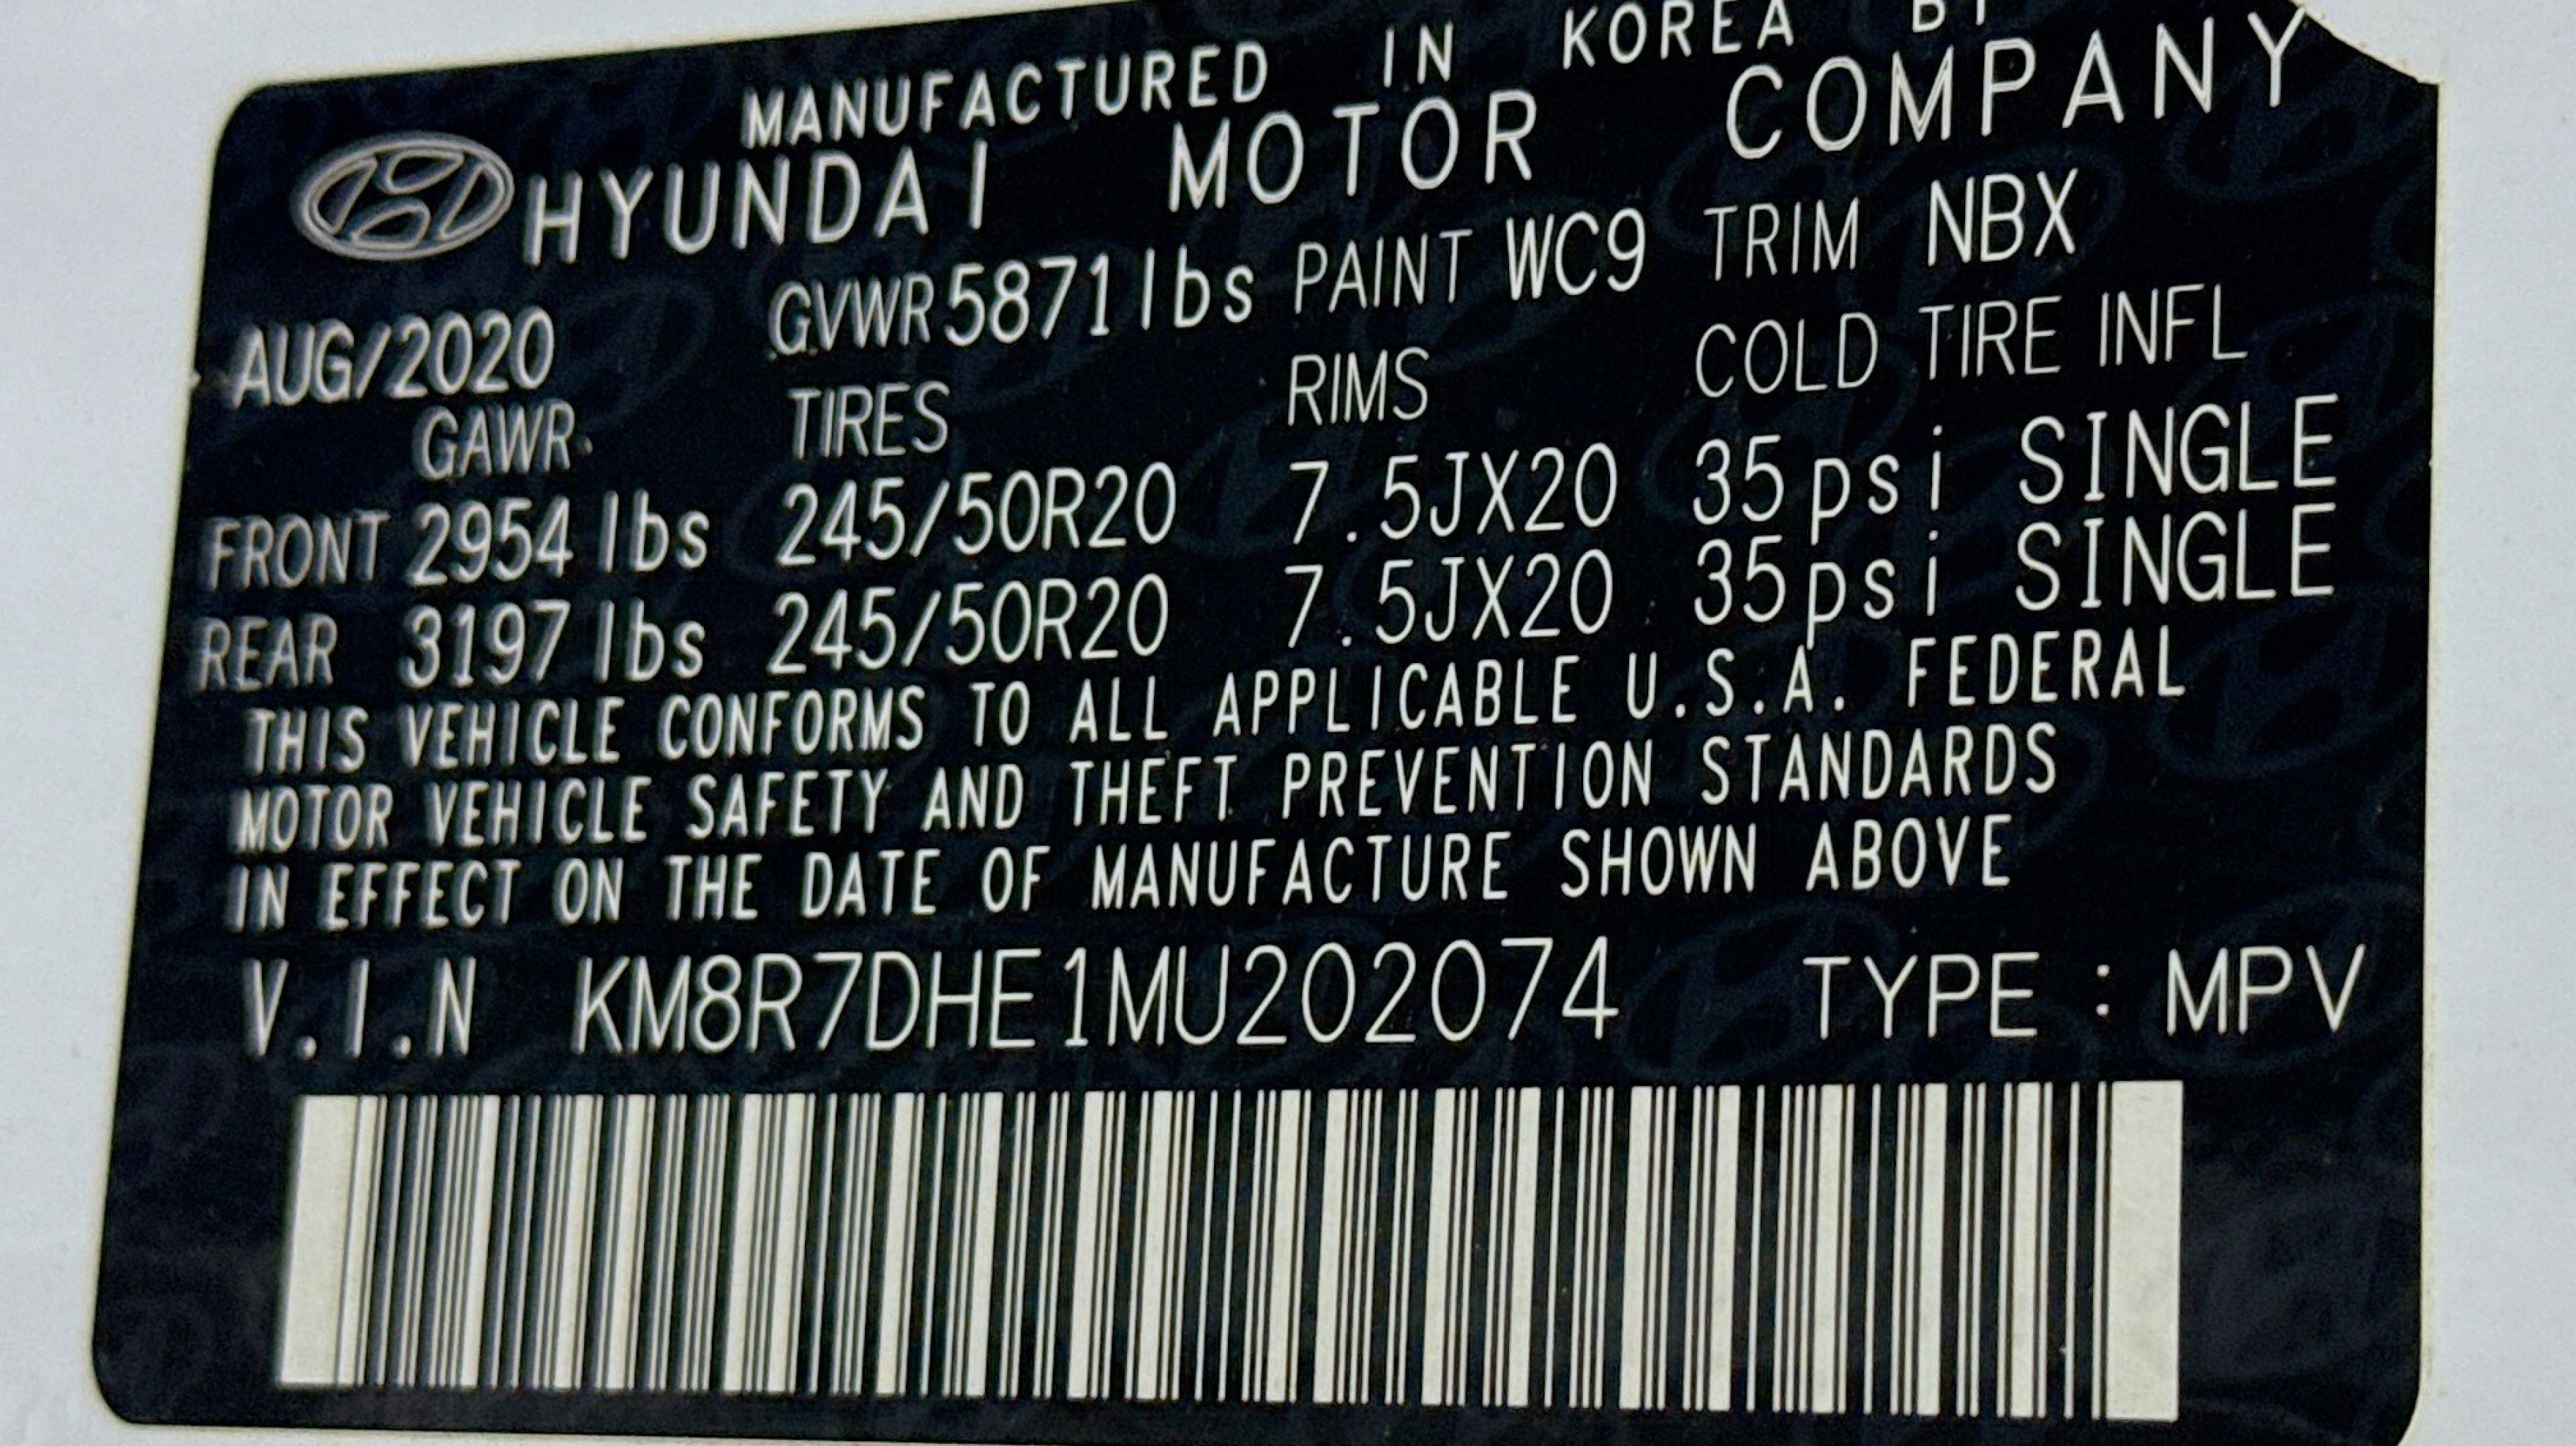 MANUFACTURED IN KOREA BY
HYUNDAI MOTOR COMPANY
AUG/2020 GVWR 5871 lbs PAINT WC9 TRIM NBX
GAWR TIRES RIMS COLD TIRE INFL
FRONT 2954 lbs 245/50R20 7.5JX20 35psi SINGLE
REAR 3197 lbs 245/50R20 7.5JX20 35psi SINGLE
THIS VEHICLE CONFORMS TO ALL APPLICABLE U.S.A. FEDERAL
MOTOR VEHICLE SAFETY AND THEFT PREVENTION STANDARDS
IN EFFECT ON THE DATE OF MANUFACTURE SHOWN ABOVE
V.I.N KM8R7DHE1MU202074 TYPE : MPV